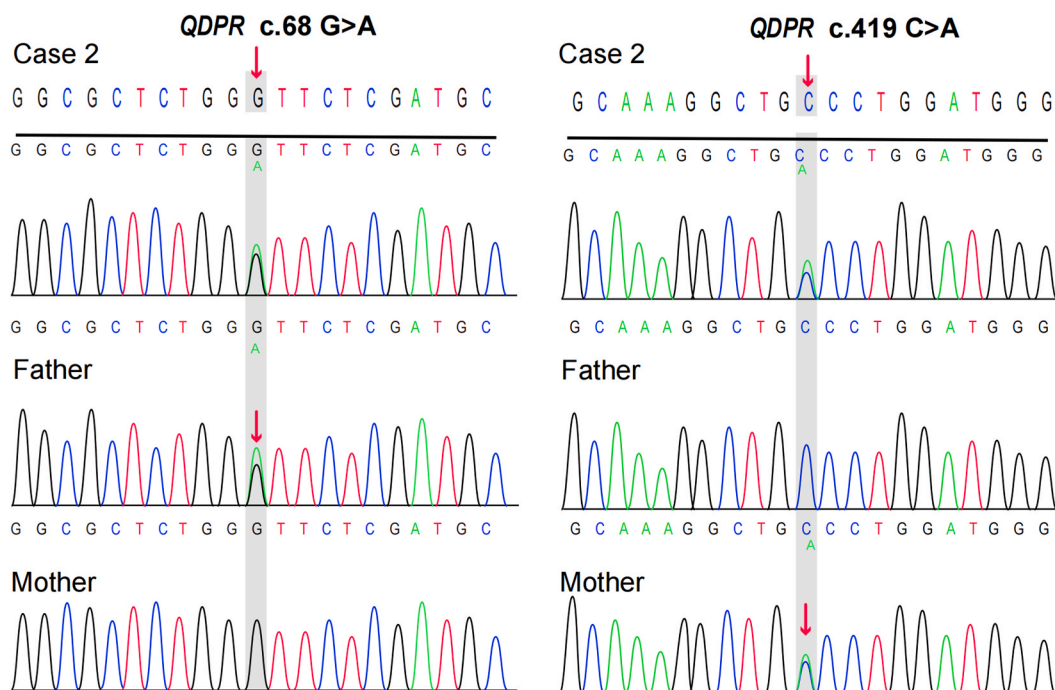 QDPR c.68 G>A
Case 2
G G C G C T C T G G G T T C T C G A T G C
G G C G C T C T G G G T T C T C G A T G C
A
G G C G C T C T G G G T T C T C G A T G C
A
Father
G G C G C T C T G G G T T C T C G A T G C
Mother
QDPR c.419 C>A
Case 2
G C A A A G G C T G C C C T G G A T G G G
G C A A A G G C T G C C C T G G A T G G G
A
G C A A A G G C T G C C C T G G A T G G G
Father
G C A A A G G C T G C C C T G G A T G G G
A
Mother